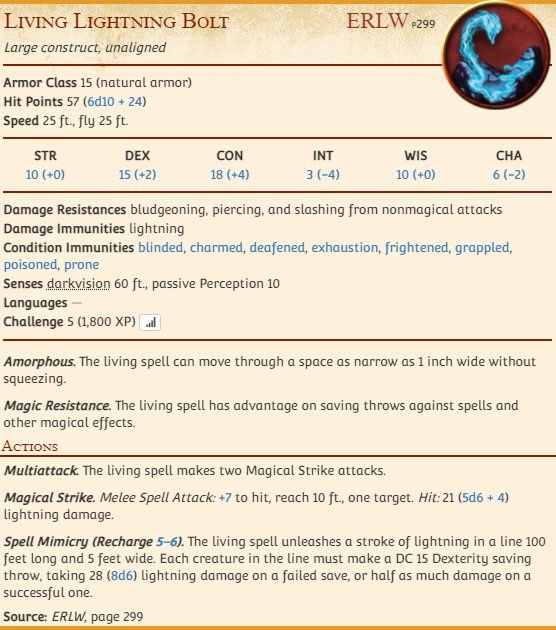 Living Lightning Bolt ERLW p299
Large construct, unaligned
Armor Class 15 (natural armor)
Hit Points 57 (6d10 + 24)
Speed 25 ft., fly 25 ft.
STR DEX CON INT WIS CHA
10 (+0) 15 (+2) 18 (+4) 3 (−4) 10 (+0) 6 (−2)
Damage Resistances bludgeoning, piercing, and slashing from nonmagical attacks
Damage Immunities lightning
Condition Immunities blinded, charmed, deafened, exhaustion, frightened, grappled,
poisoned, prone
Senses darkvision 60 ft., passive Perception 10
Languages —
Challenge 5 (1,800 XP)
Amorphous. The living spell can move through a space as narrow as 1 inch wide without
squeezing.
Magic Resistance. The living spell has advantage on saving throws against spells and
other magical effects.
Actions
Multiattack. The living spell makes two Magical Strike attacks.
Magical Strike. Melee Spell Attack: +7 to hit, reach 10 ft., one target. Hit: 21 (5d6 + 4)
lightning damage.
Spell Mimicry (Recharge 5–6). The living spell unleashes a stroke of lightning in a line 100
feet long and 5 feet wide. Each creature in the line must make a DC 15 Dexterity saving
throw, taking 28 (8d6) lightning damage on a failed save, or half as much damage on a
successful one.
Source: ERLW, page 299